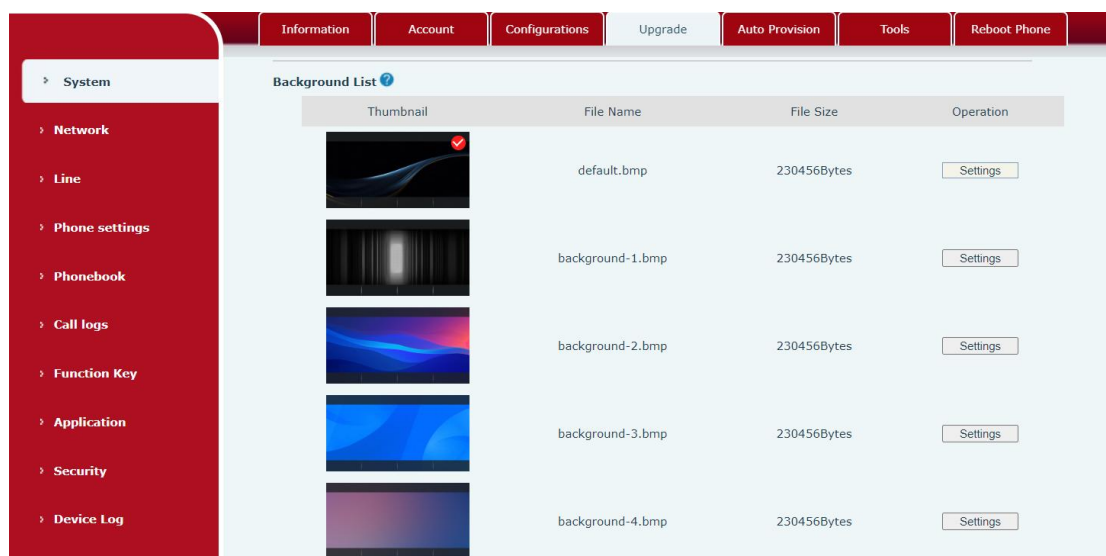 Information Account Configurations Upgrade Auto Provision Tools Reboot Phone
System
Network
Line
Phone settings
Phonebook
Call logs
Function Key
Application
Security
Device Log
Background List ?
Thumbnail File Name File Size Operation
default.bmp 230456Bytes Settings
background-1.bmp 230456Bytes Settings
background-2.bmp 230456Bytes Settings
background-3.bmp 230456Bytes Settings
background-4.bmp 230456Bytes Settings